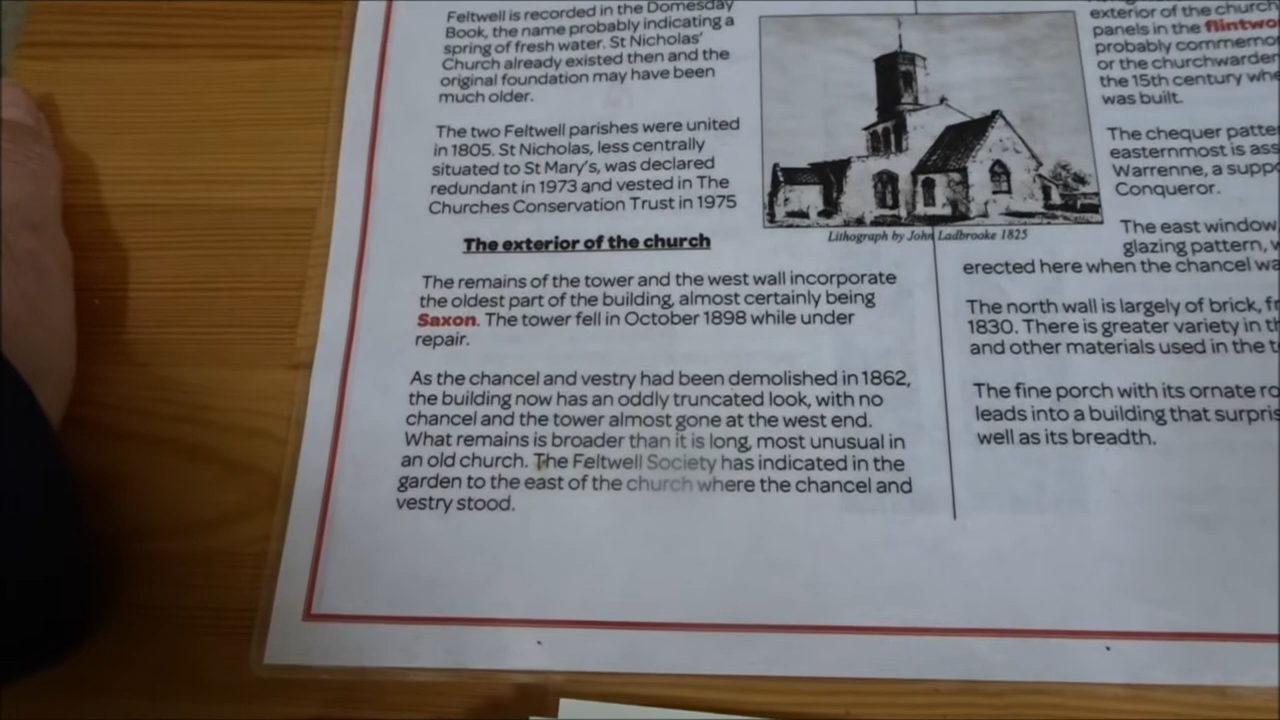 Feltwell is recorded in the Domesday
Book, the name probably indicating a
spring of fresh water. St Nicholas'
Church already existed then and the
original foundation may have been
much older.
The two Feltwell parishes were united
in 1805. St Nicholas, less centrally
situated to St Mary's, was declared
redundant in 1973 and vested in The
Churches Conservation Trust in 1975
Lithograph by John Ladbrooke 1825
The exterior of the church
The remains of the tower and the west wall incorporate
the oldest part of the building, almost certainly being
Saxon. The tower fell in October 1898 while under
repair.
As the chancel and vestry had been demolished in 1862,
the building now has an oddly truncated look, with no
chancel and the tower almost gone at the west end.
What remains is broader than it is long, most unusual in
an old church. The Feltwell Society has indicated in the
garden to the east of the church where the chancel and
vestry stood.
exterior of the church
panels in the
probably
or the
the 15th century
was built.
The chequer
easternmost is
Warrenne, a
Conqueror.
The east window
glazing pattern,
erected here when the chancel
The north wall is largely of brick,
1830. There is greater variety in
and other materials used in the
The fine porch with its ornate
leads into a building that
well as its breadth.